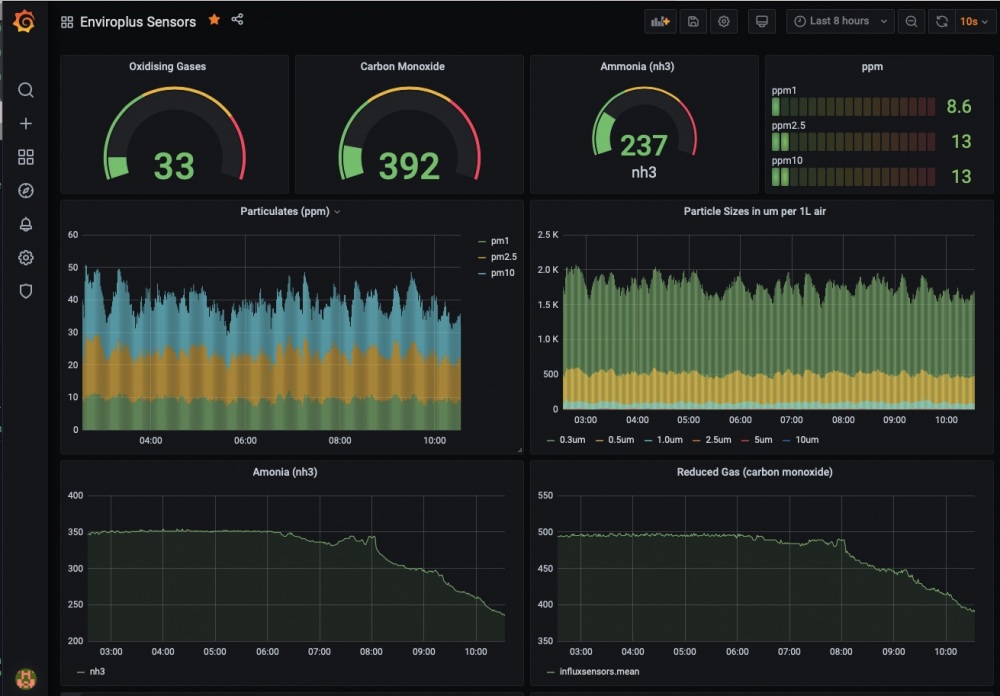 Enviroplus Sensors
Last 8 hours
10s
Oxidising Gases
33
Carbon Monoxide
392
Ammonia (nh3)
237
nh3
ppm
ppm1
8.6
ppm2.5
13
ppm10
13
Particulates (ppm)
60
50
40
30
20
10
0
04:00 06:00 08:00 10:00
pm1
pm2.5
pm10
Particle Sizes in um per 1L air
2.5 K
2.0 K
1.5 K
1.0 K
500
0
03:00 04:00 05:00 06:00 07:00 08:00 09:00 10:00
0.3um 0.5um 1.0um 2.5um 5um 10um
Amonia (nh3)
400
350
300
250
200
03:00 04:00 05:00 06:00 07:00 08:00 09:00 10:00
nh3
Reduced Gas (carbon monoxide)
550
500
450
400
350
03:00 04:00 05:00 06:00 07:00 08:00 09:00 10:00
influxsensors.mean